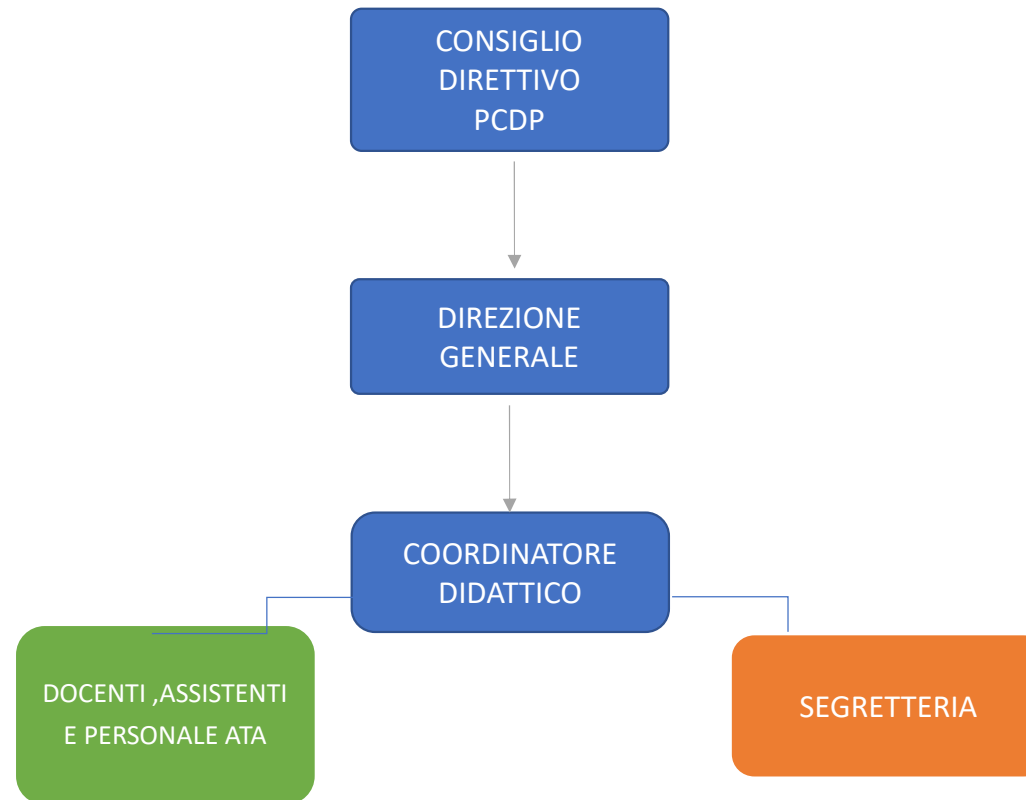 CONSIGLIO
DIRETTIVO
PCDP
DIREZIONE
GENERALE
COORDINATORE
DIDATTICO
DOCENTI ,ASSISTENTI
E PERSONALE ATA
SEGRETTERIA